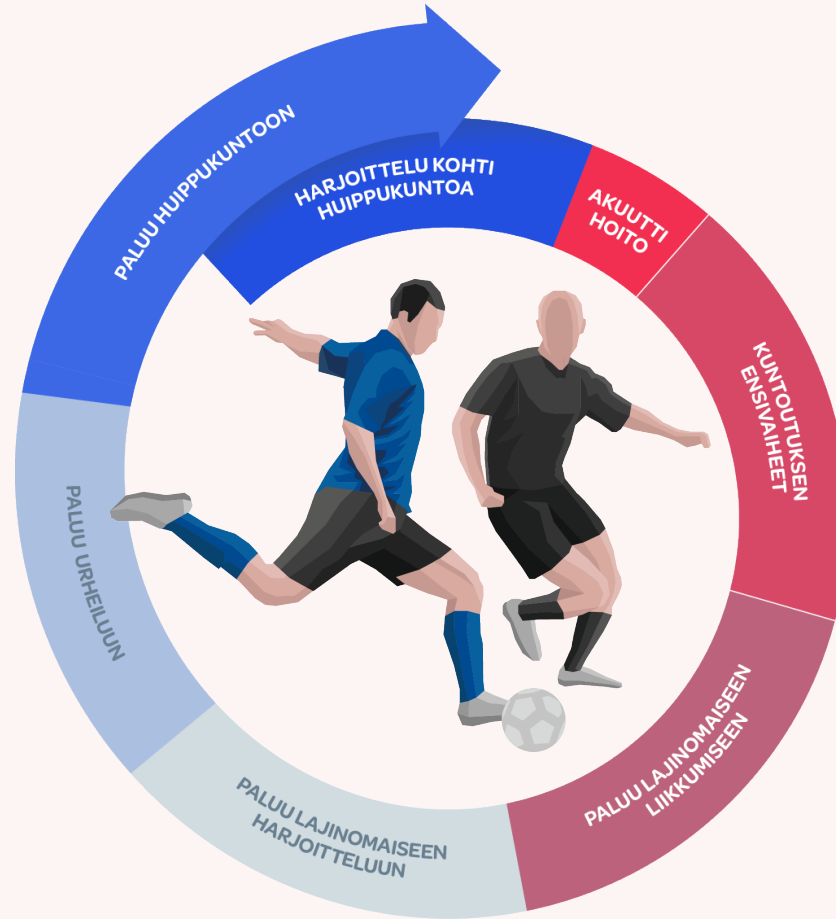 HARJOITTELU KOHTI
HUIPPUKUNTOA
AKUUTTI
HOITO
KUNTOUTUKSEN
ENSIVAIHEET
PALUU LAJINOMAISEEN
LIIKKUMISEEN
PALUU LAJINOMAISEEN
HARJOITTELUUN
PALUU URHEILUUN
PALUU HUIPPUKUNTOON